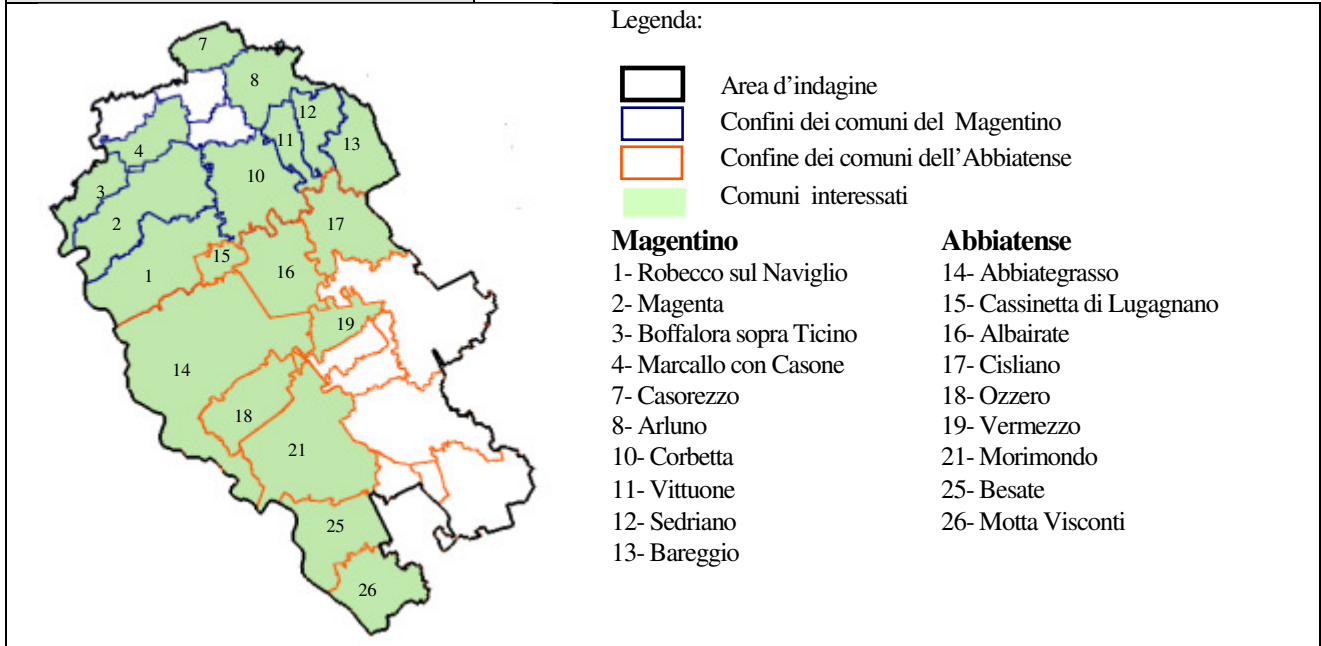 Legenda:
Area d'indagine
Confini dei comuni del Magentino
Confine dei comuni dell'Abbiatense
Comuni interessati
Magentino
1- Robecco sul Naviglio
2- Magenta
3- Boffalora sopra Ticino
4- Marcallo con Casone
7- Casorezzo
8- Arluno
10- Corbetta
11- Vittuone
12- Sedriano
13- Bareggio
Abbiatense
14- Abbiategrasso
15- Cassinetta di Lugagnano
16- Albairate
17- Cisliano
18- Ozzero
19- Vermezzo
21- Morimondo
25- Besate
26- Motta Visconti
7
8
12
11
13
4
10
3
2
17
15
1
16
19
14
18
21
25
26